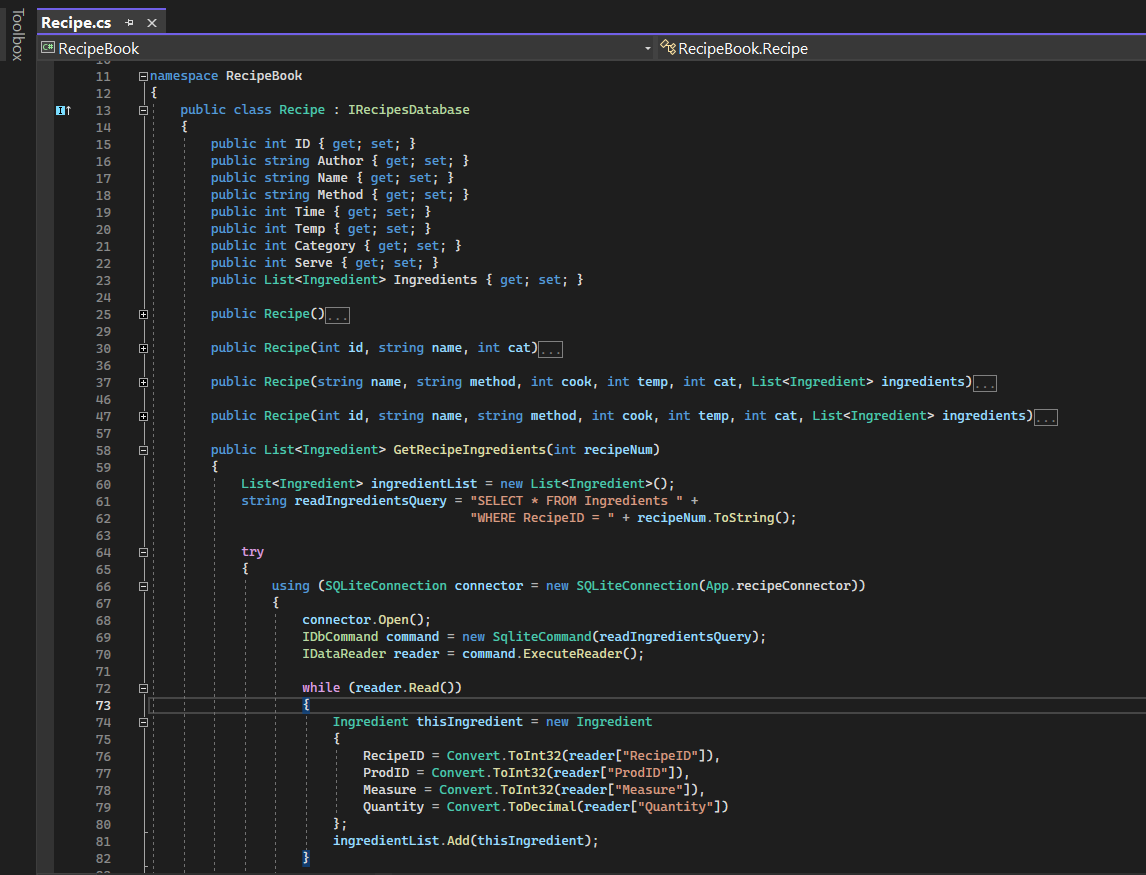 Toolbox
Recipe.cs
C# RecipeBook
RecipeBook.Recipe
11 namespace RecipeBook
12 {
13 public class Recipe : IRecipesDatabase
14 {
15 public int ID { get; set; }
16 public string Author { get; set; }
17 public string Name { get; set; }
18 public string Method { get; set; }
19 public int Time { get; set; }
20 public int Temp { get; set; }
21 public int Category { get; set; }
22 public int Serve { get; set; }
23 public List<Ingredient> Ingredients { get; set; }
24
25 public Recipe()...
29
30 public Recipe(int id, string name, int cat)...
36
37 public Recipe(string name, string method, int cook, int temp, int cat, List<Ingredient> ingredients)...
46
47 public Recipe(int id, string name, string method, int cook, int temp, int cat, List<Ingredient> ingredients)...
57
58 public List<Ingredient> GetRecipeIngredients(int recipeNum)
59 {
60 List<Ingredient> ingredientList = new List<Ingredient>();
61 string readIngredientsQuery = "SELECT * FROM Ingredients " +
62 "WHERE RecipeID = " + recipeNum.ToString();
63
64 try
65 {
66 using (SQLiteConnection connector = new SQLiteConnection(App.recipeConnector))
67 {
68 connector.Open();
69 IDbCommand command = new SqliteCommand(readIngredientsQuery);
70 IDataReader reader = command.ExecuteReader();
71
72 while (reader.Read())
73 {
74 Ingredient thisIngredient = new Ingredient
75 {
76 RecipeID = Convert.ToInt32(reader["RecipeID"]),
77 ProdID = Convert.ToInt32(reader["ProdID"]),
78 Measure = Convert.ToInt32(reader["Measure"]),
79 Quantity = Convert.ToDecimal(reader["Quantity"])
80 };
81 ingredientList.Add(thisIngredient);
82 }